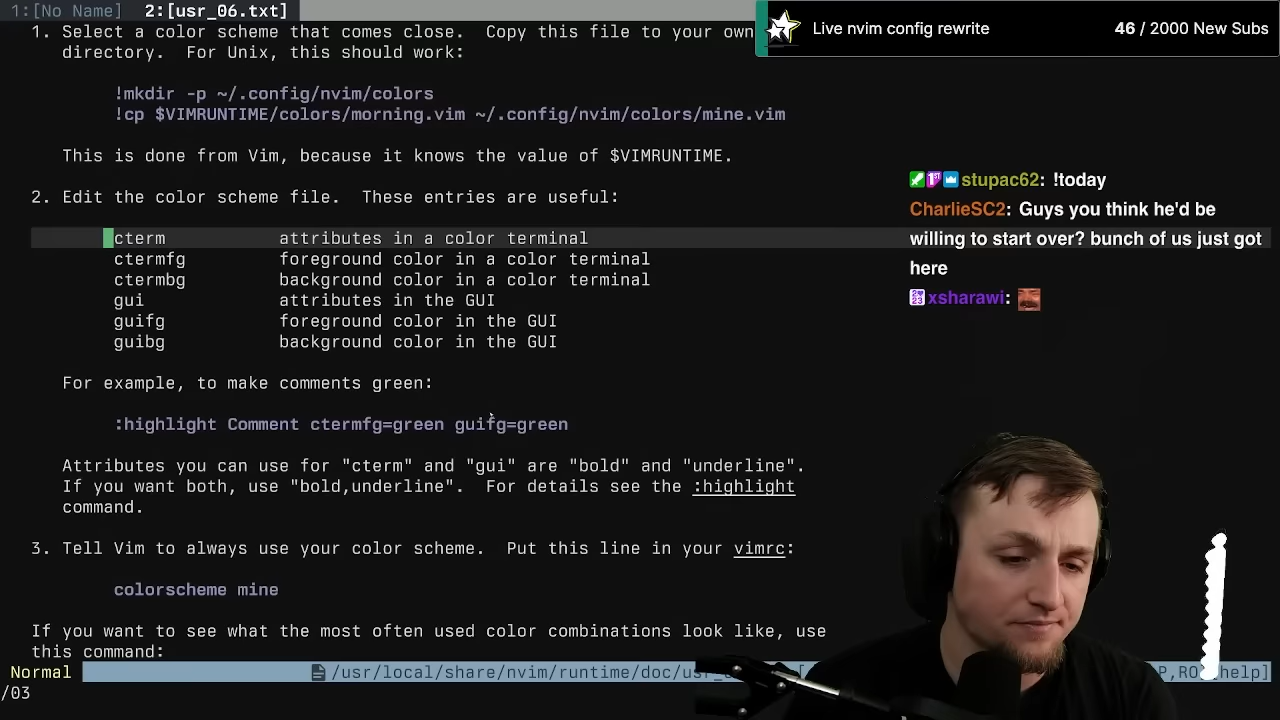 1:[No Name]  2:[usr_06.txt]
Live nvim config rewrite 46 / 2000 New Subs
1. Select a color scheme that comes close.  Copy this file to your own
directory.  For Unix, this should work:
!mkdir -p ~/.config/nvim/colors
!cp $VIMRUNTIME/colors/morning.vim ~/.config/nvim/colors/mine.vim
This is done from Vim, because it knows the value of $VIMRUNTIME.
2. Edit the color scheme file.  These entries are useful:
cterm attributes in a color terminal
ctermfg foreground color in a color terminal
ctermbg background color in a color terminal
gui attributes in the GUI
guifg foreground color in the GUI
guibg background color in the GUI
For example, to make comments green:
:highlight Comment ctermfg=green guifg=green
Attributes you can use for "cterm" and "gui" are "bold" and "underline".
If you want both, use "bold,underline".  For details see the :highlight
command.
3. Tell Vim to always use your color scheme.  Put this line in your vimrc:
colorscheme mine
If you want to see what the most often used color combinations look like, use
this command:
Normal /usr/local/share/nvim/runtime/doc/ P,RO help]
/03
stupac62: !today
CharlieSC2: Guys you think he'd be
willing to start over? bunch of us just got
here
xsharawi: